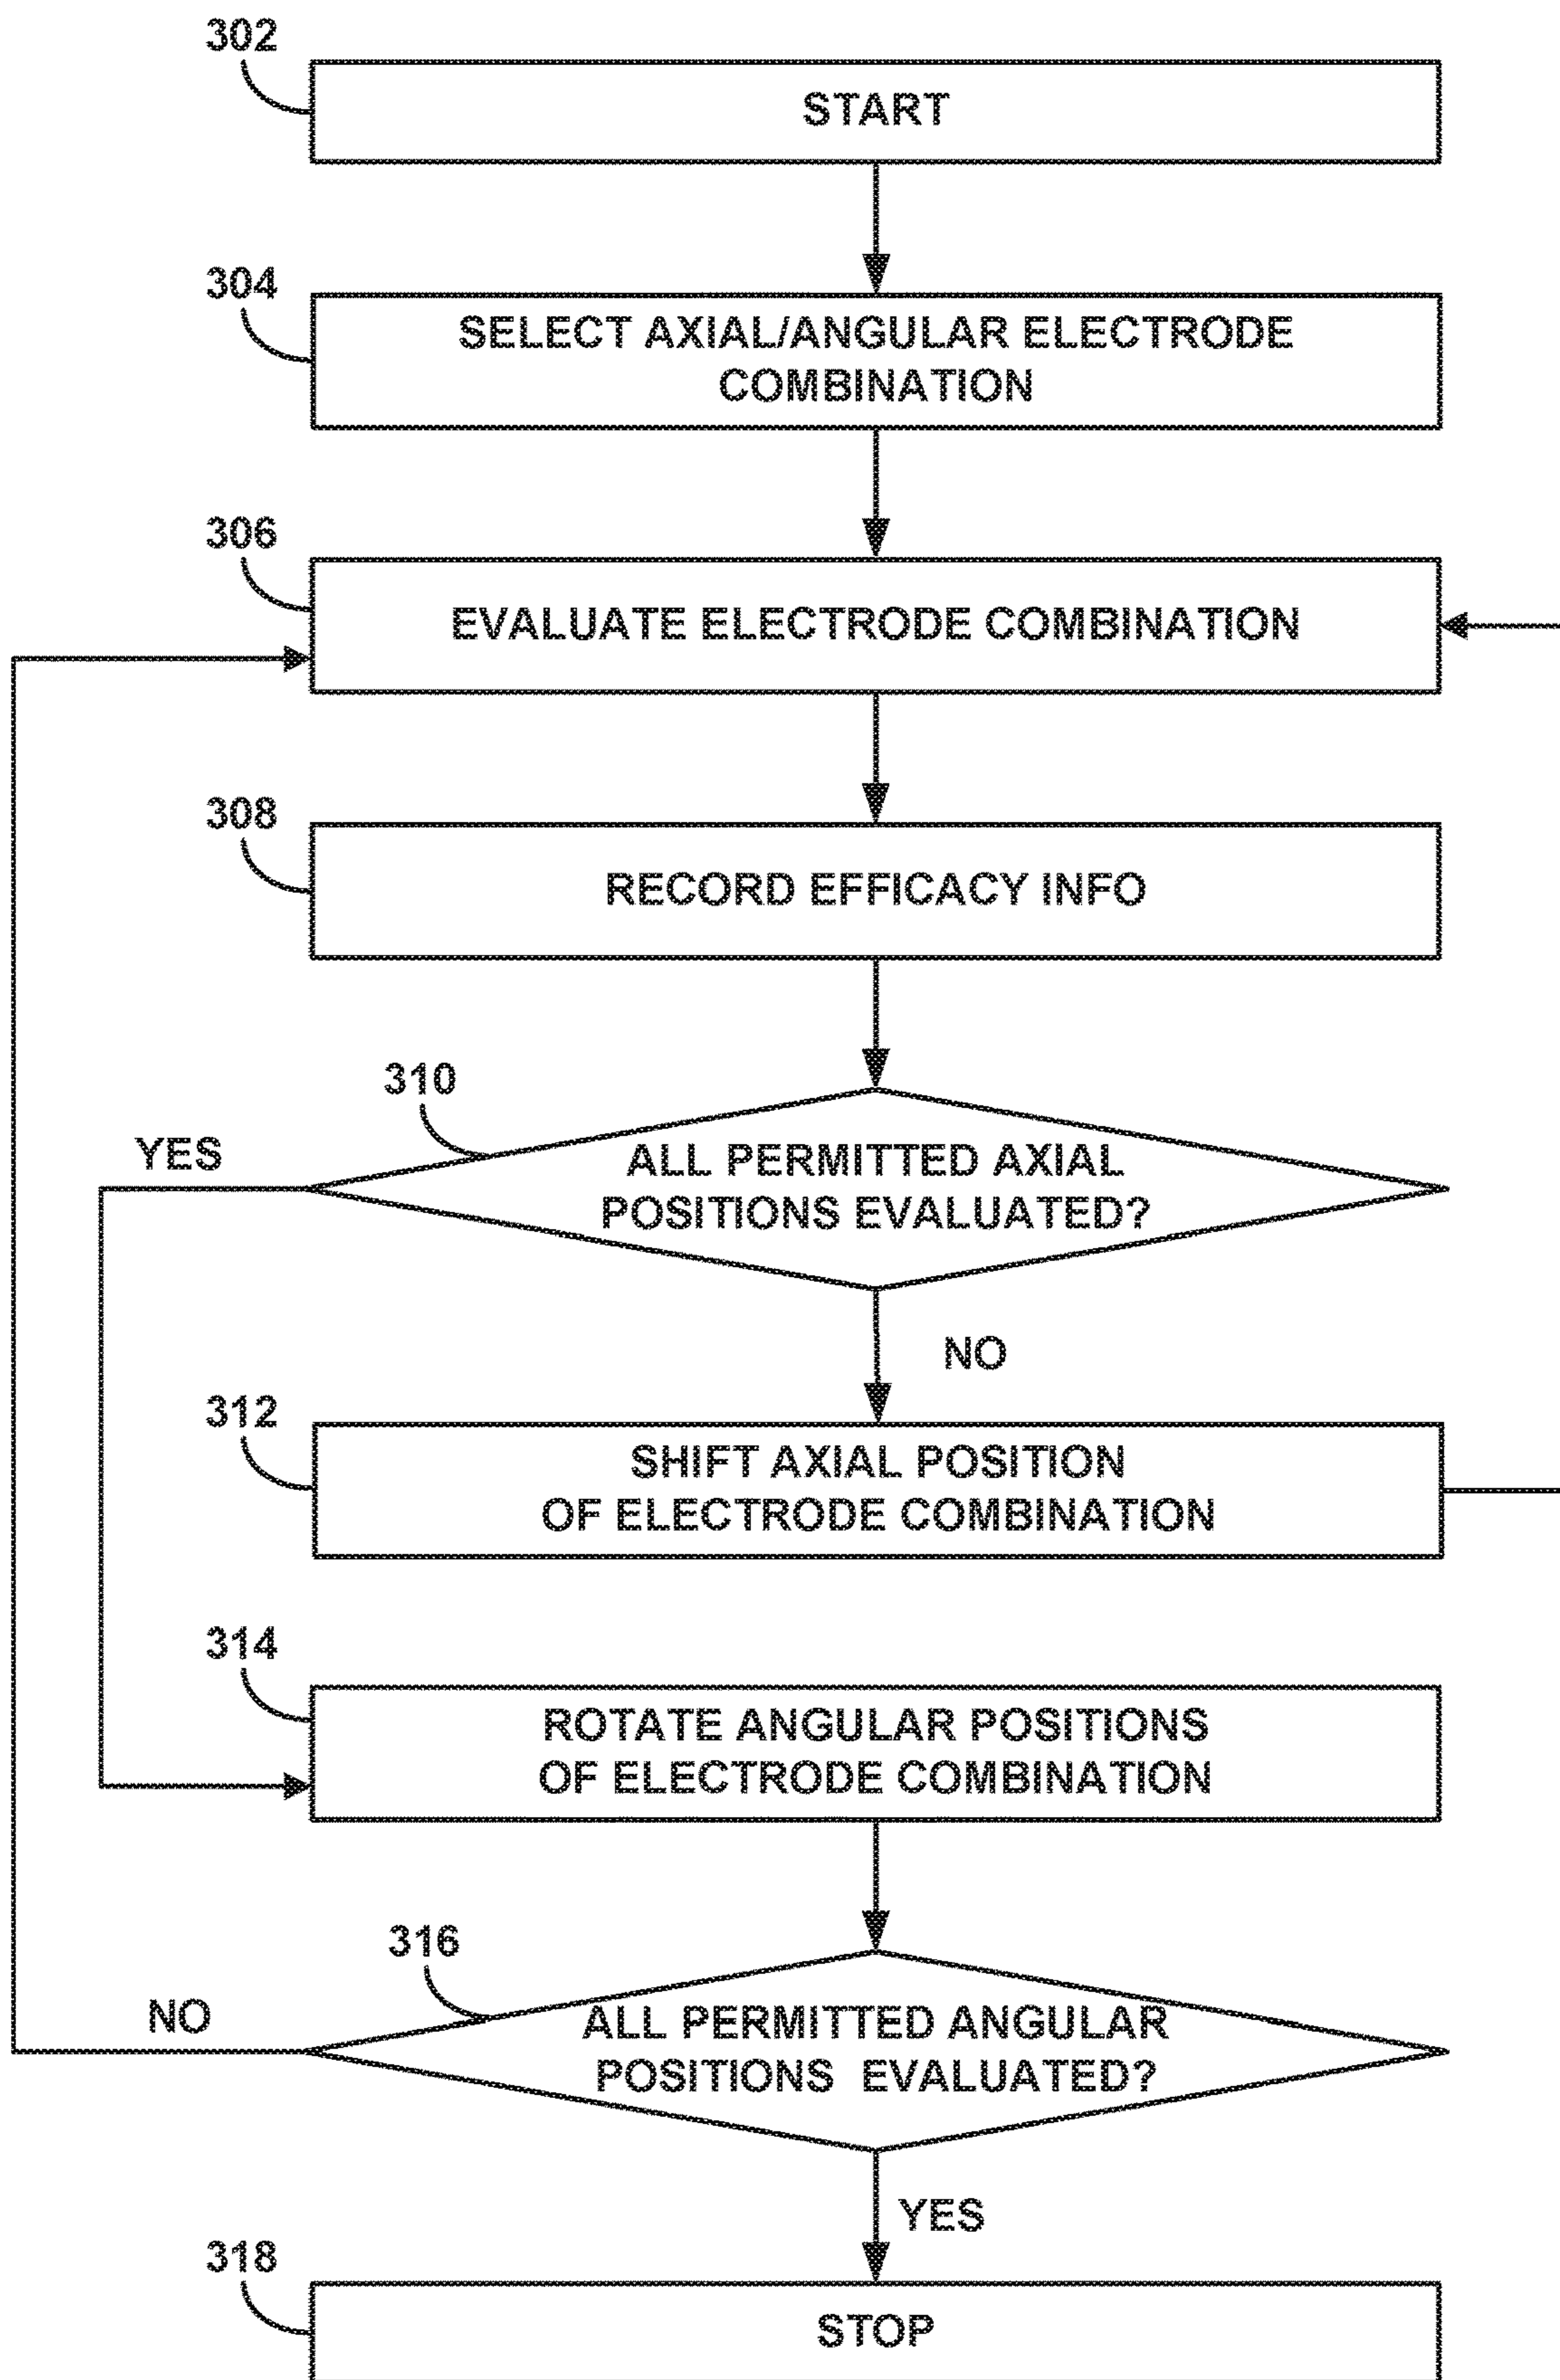 302
START
304
SELECT AXIAL/ANGULAR ELECTRODE
COMBINATION
306
EVALUATE ELECTRODE COMBINATION
308
RECORD EFFICACY INFO
310
YES
ALL PERMITTED AXIAL
POSITIONS EVALUATED?
NO
312
SHIFT AXIAL POSITION
OF ELECTRODE COMBINATION
314
ROTATE ANGULAR POSITIONS
OF ELECTRODE COMBINATION
316
NO
ALL PERMITTED ANGULAR
POSITIONS EVALUATED?
YES
318
STOP